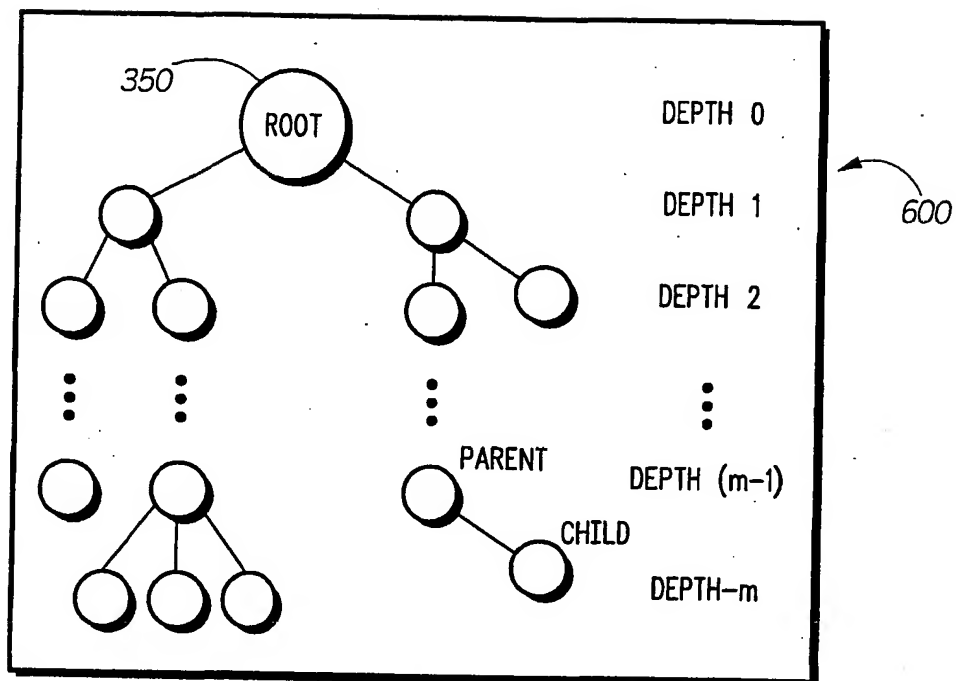 350
ROOT
DEPTH 0
DEPTH 1
600
DEPTH 2
PARENT
DEPTH (m-1)
CHILD
DEPTH-m